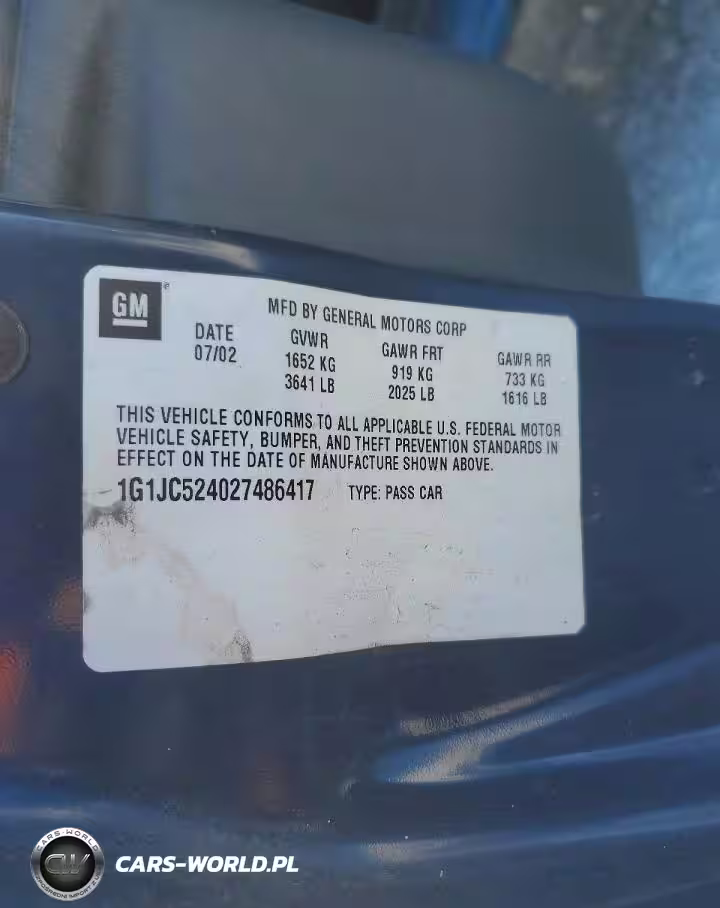 GM
MFD BY GENERAL MOTORS CORP
DATE GVWR GAWR FRT GAWR RR
07/02 1652 KG 919 KG 733 KG
3641 LB 2025 LB 1616 LB
THIS VEHICLE CONFORMS TO ALL APPLICABLE U.S. FEDERAL MOTOR
VEHICLE SAFETY, BUMPER, AND THEFT PREVENTION STANDARDS IN
EFFECT ON THE DATE OF MANUFACTURE SHOWN ABOVE.
1G1JC524027486417 TYPE: PASS CAR
CARS-WORLD
CW
CARS-WORLD.PL